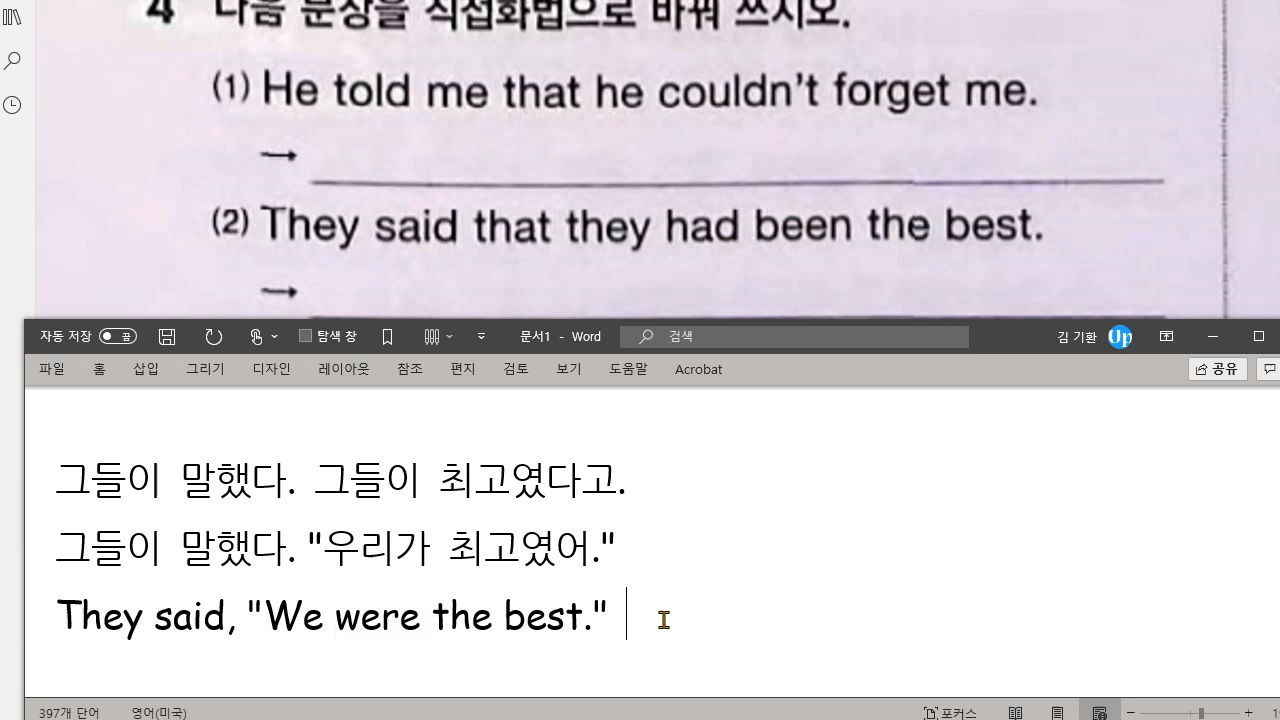 4 다음 문장을 직접화법으로 바꿔 쓰시오.
(1) He told me that he couldn't forget me.
→
(2) They said that they had been the best.
→
자동 저장 끔 탐색 창 문서1 - Word 검색 김 기환 Up
파일 홈 삽입 그리기 디자인 레이아웃 참조 편지 검토 보기 도움말 Acrobat 공유
그들이 말했다. 그들이 최고였다고.
그들이 말했다. "우리가 최고였어."
They said, "We were the best."
397개 단어 영어(미국) 포커스